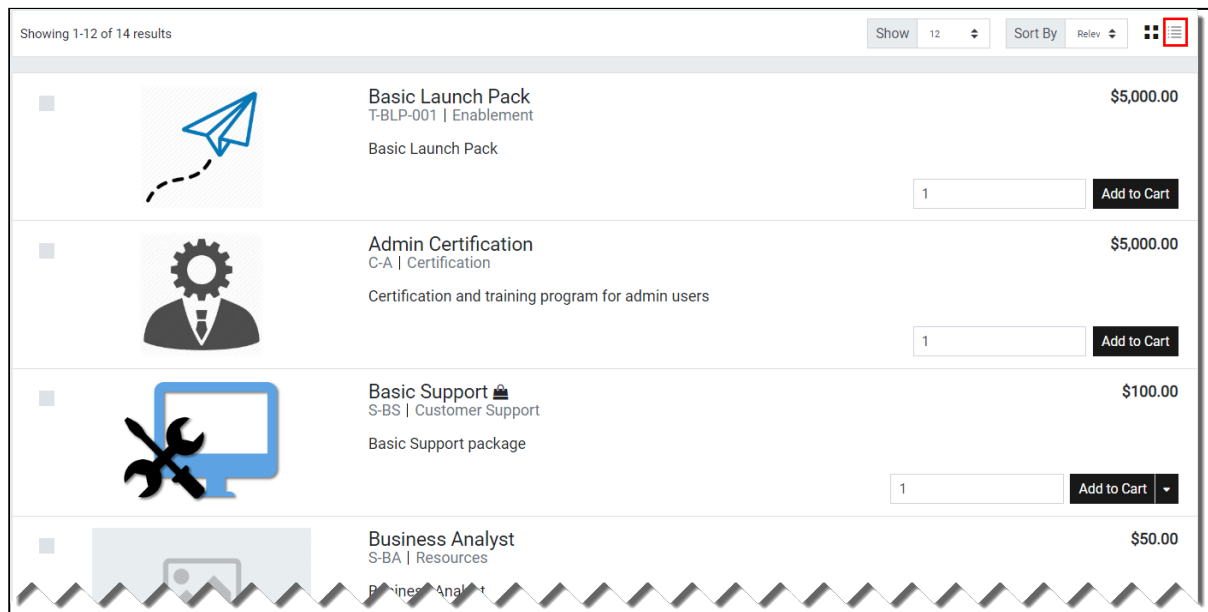 Showing 1-12 of 14 results
Show 12
Sort By Relev
Basic Launch Pack
$5,000.00
T-BLP-001 | Enablement
Basic Launch Pack
1
Add to Cart
Admin Certification
$5,000.00
C-A | Certification
Certification and training program for admin users
1
Add to Cart
Basic Support
$100.00
S-BS | Customer Support
Basic Support package
1
Add to Cart
Business Analyst
$50.00
S-BA | Resources